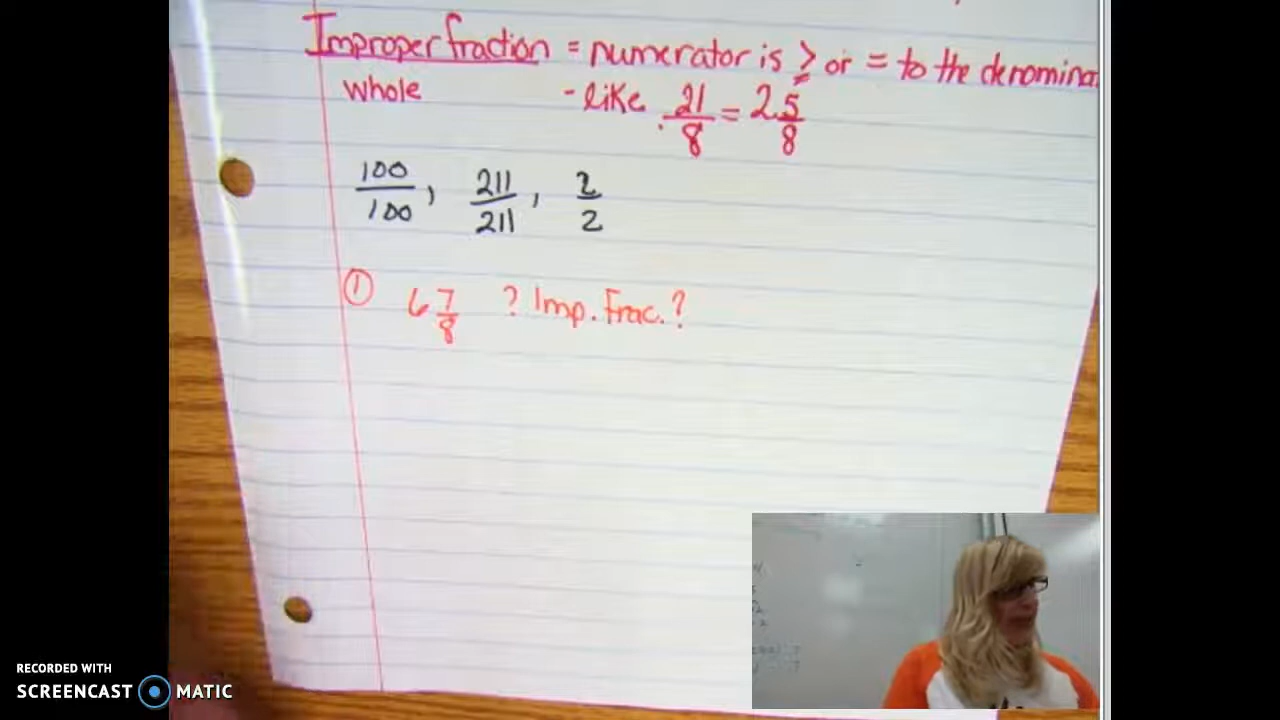 Improper fraction = numerator is > or = to the denomina
whole - like 21/8 = 2 5/8
100/100, 211/211, 2/2
① 6 7/8 ? Imp. Frac. ?
RECORDED WITH
SCREENCAST MATIC